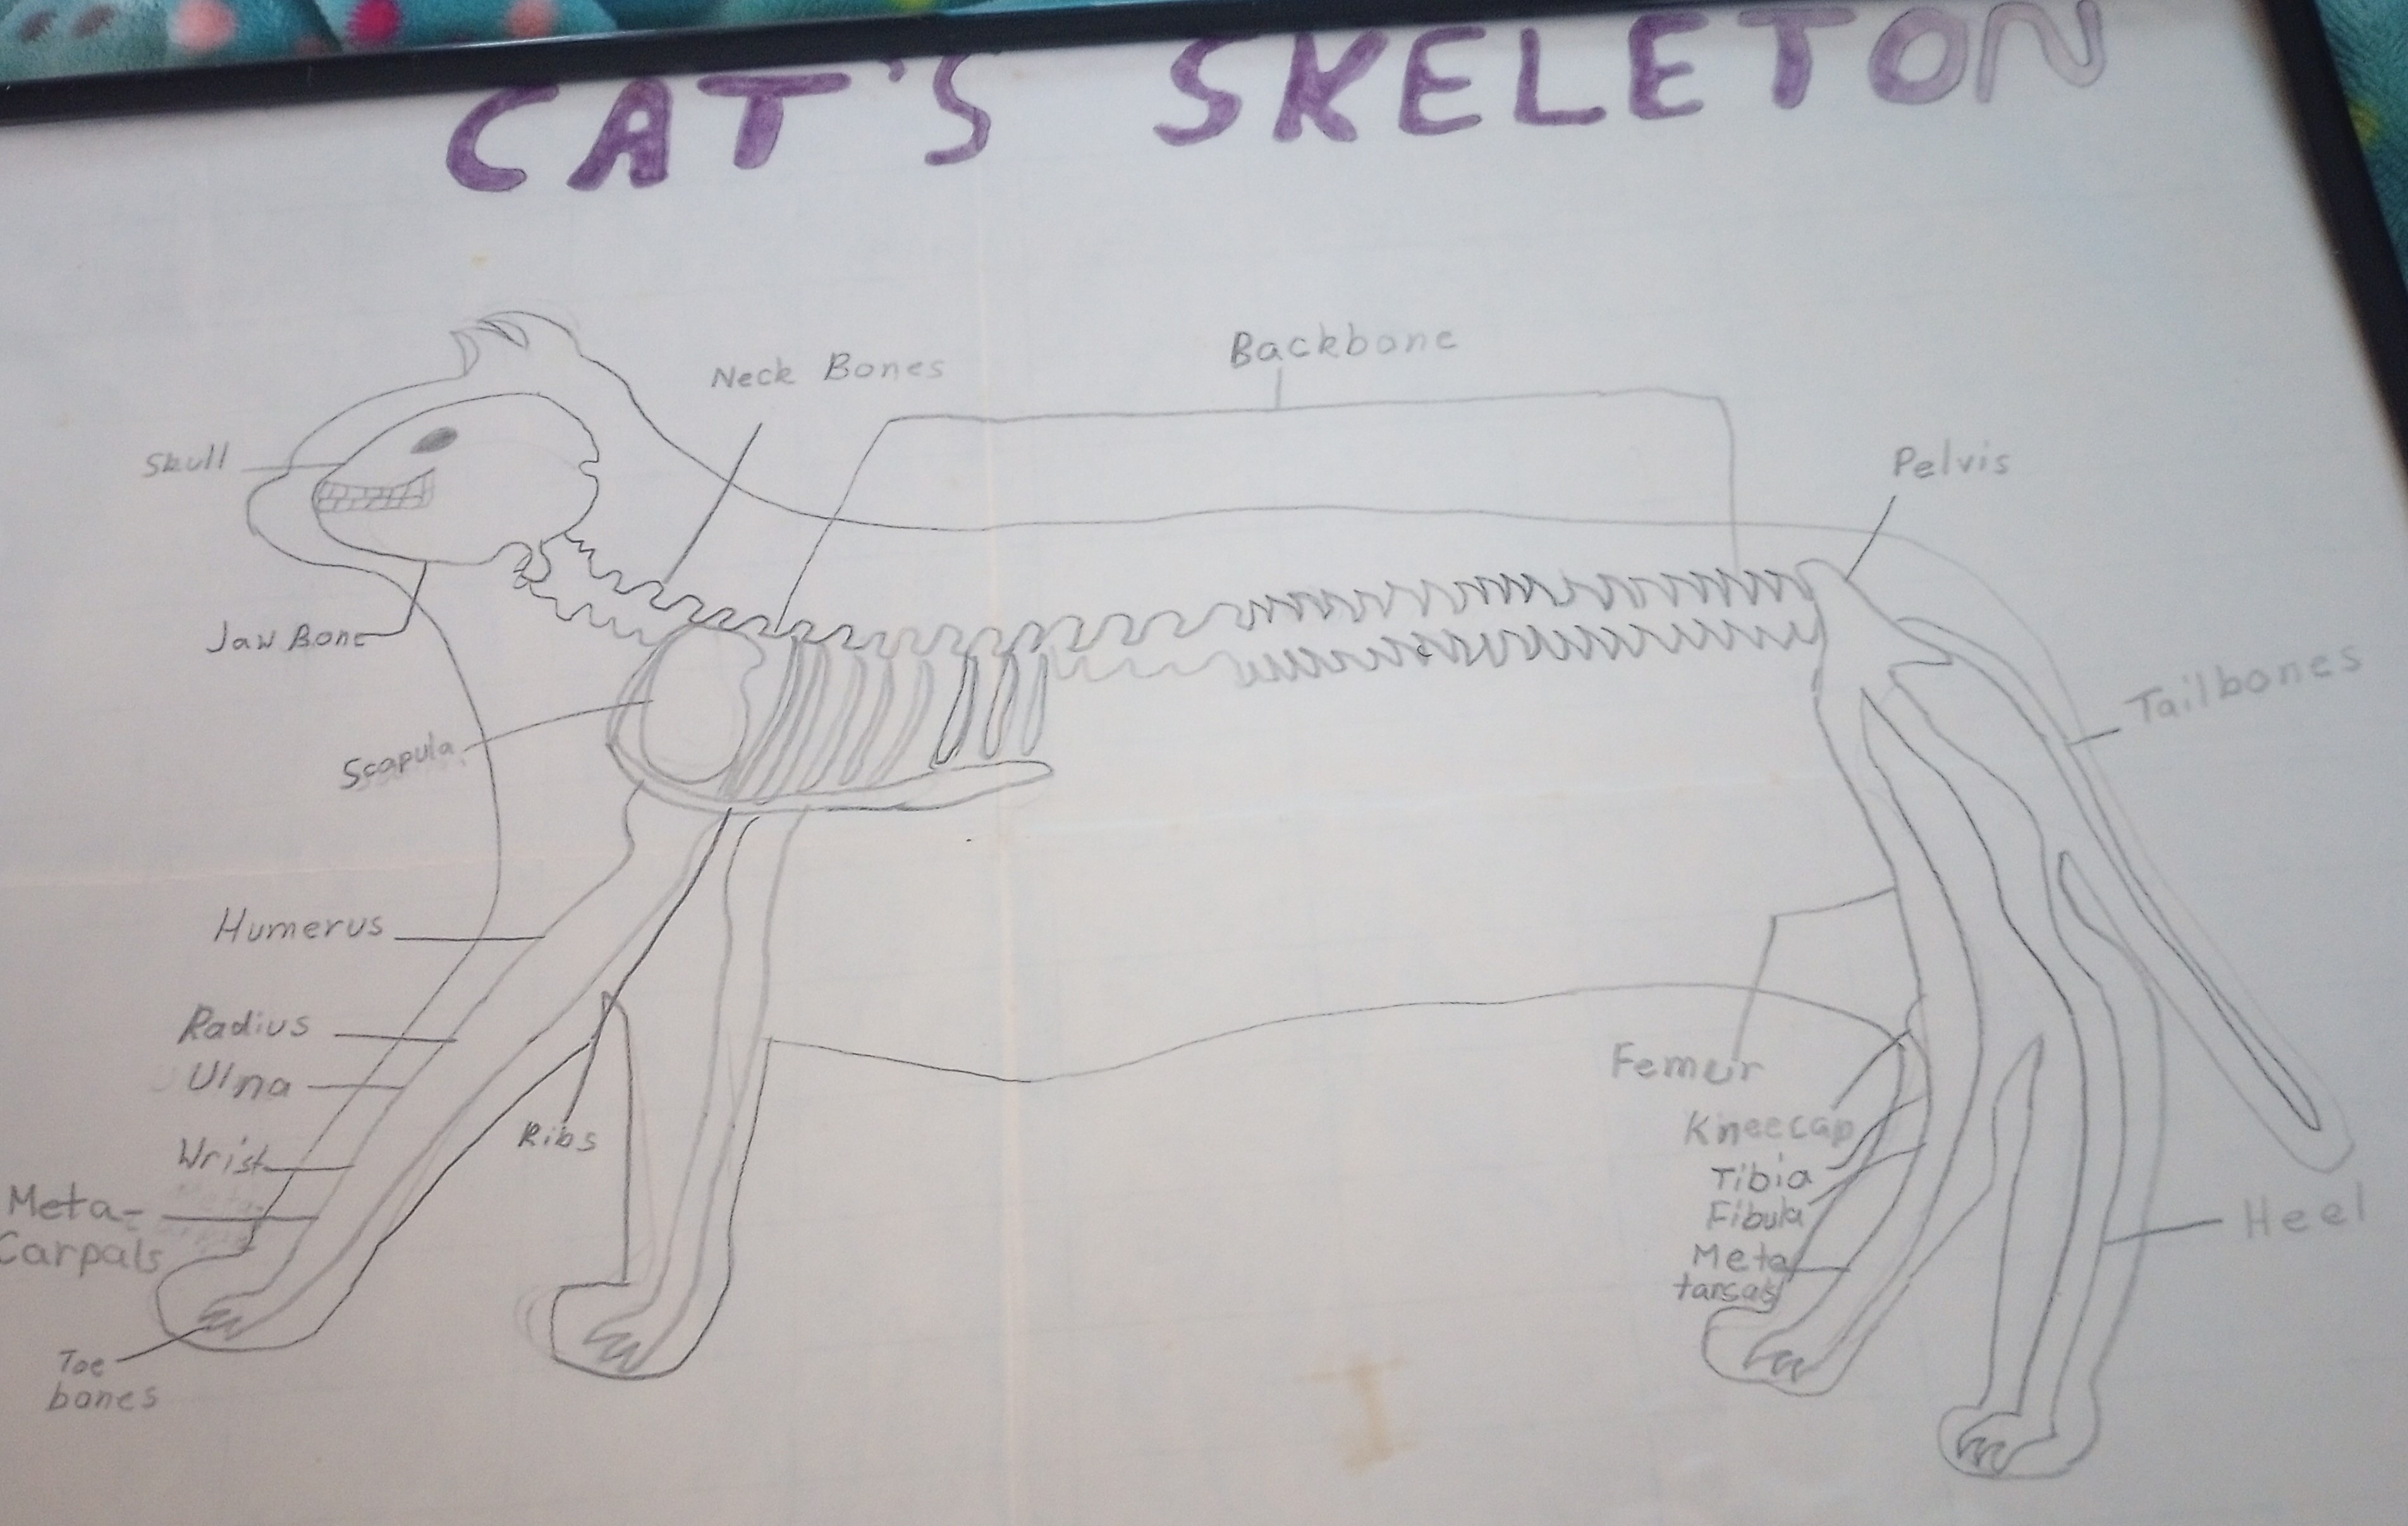 CAT'S SKELETON
Backbone
Neck Bones
Skull
Pelvis
Jaw Bone
Tailbones
Scapula
Humerus
Radius
Ulna
Femur
Ribs
Kneecap
Wrist
Tibia
Meta-
Carpals
Fibula
Heel
Meta
tarsals
Toe
bones